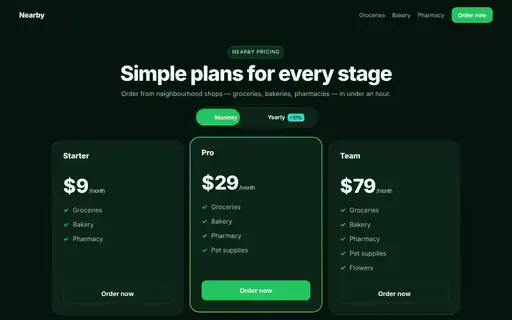 Nearby
Groceries Bakery Pharmacy Order now
NEARBY PRICING
Simple plans for every stage
Order from neighbourhood shops — groceries, bakeries, pharmacies — in under an hour.
Monthly Yearly -17%
Starter
$9/month
Groceries
Bakery
Pharmacy
Order now
Pro
$29/month
Groceries
Bakery
Pharmacy
Pet supplies
Order now
Team
$79/month
Groceries
Bakery
Pharmacy
Pet supplies
Flowers
Order now